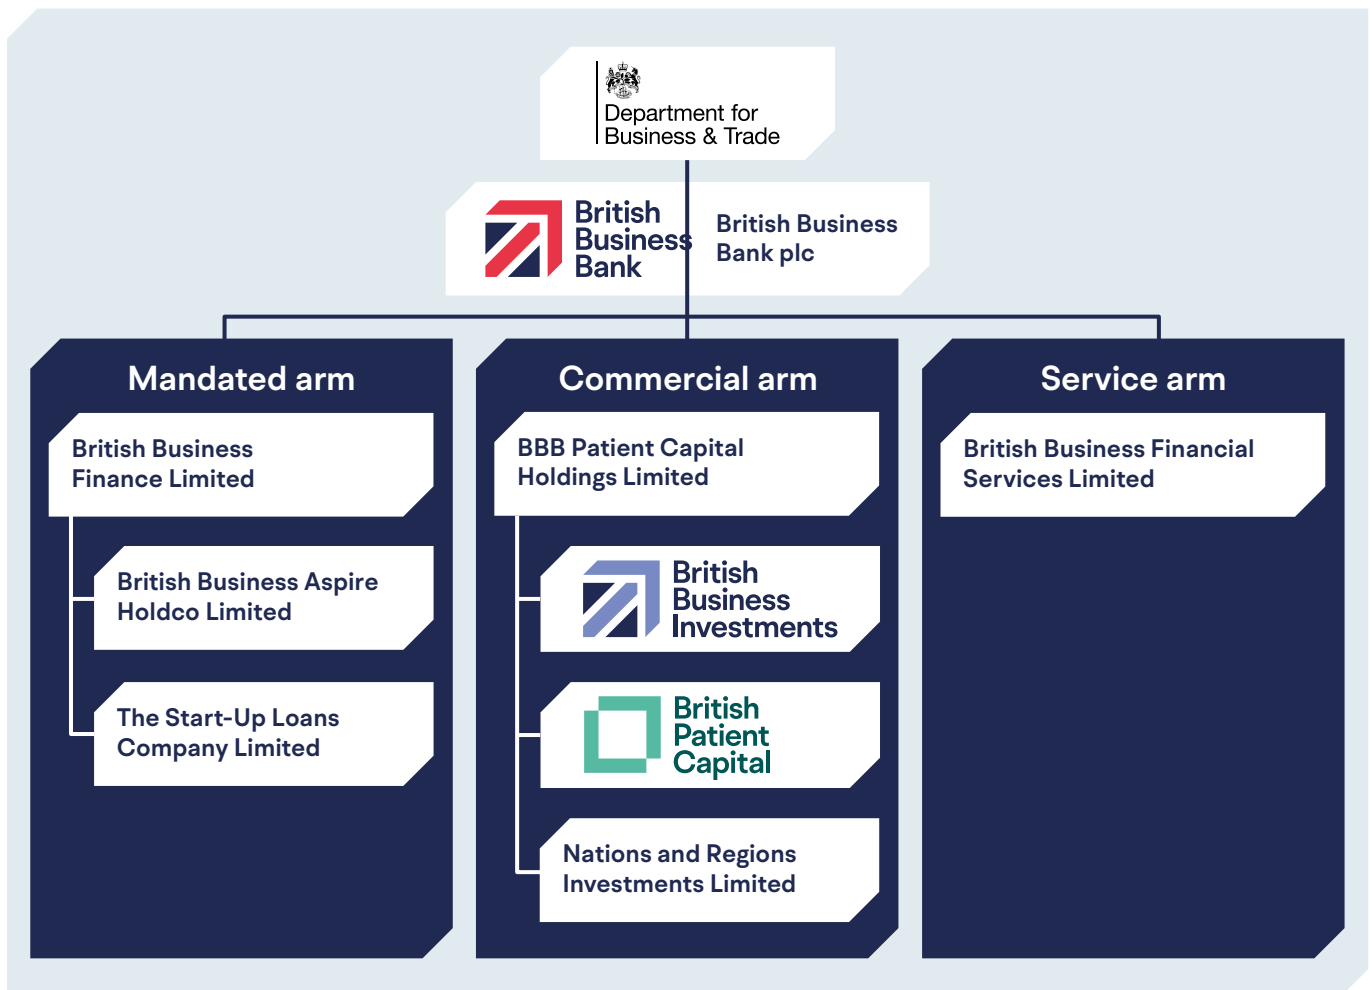 Department for
Business & Trade
British
Business
Bank
British Business
Bank plc
Mandated arm
British Business
Finance Limited
British Business Aspire
Holdco Limited
The Start-Up Loans
Company Limited
Commercial arm
BBB Patient Capital
Holdings Limited
British
Business
Investments
British
Patient
Capital
Nations and Regions
Investments Limited
Service arm
British Business Financial
Services Limited